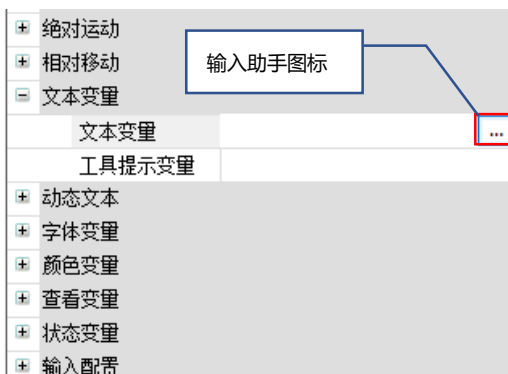 绝对运动
相对移动
输入助手图标
文本变量
文本变量
...
工具提示变量
动态文本
字体变量
颜色变量
查看变量
状态变量
输入配置